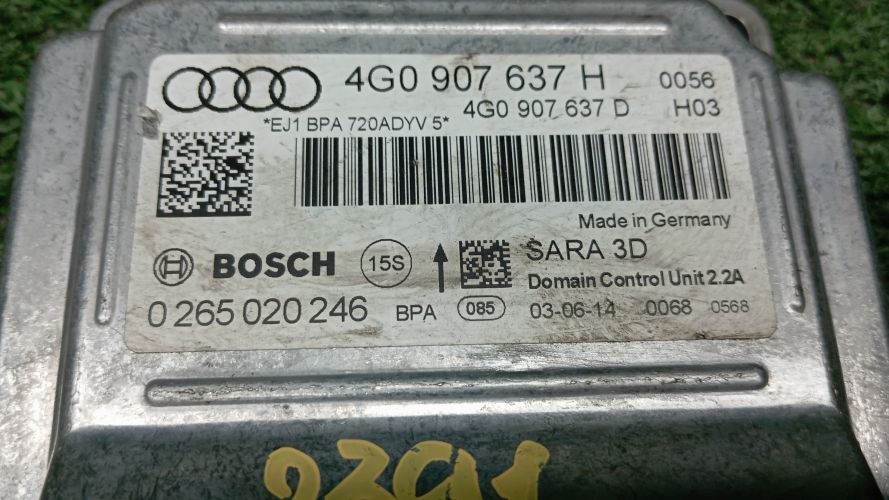 4G0 907 637 H 0056
4G0 907 637 D H03
*EJ1 BPA 720ADYV 5*
Made in Germany
BOSCH 15S SARA 3D
Domain Control Unit 2.2A
0 265 020 246 BPA 085 03-06-14 0068 0568